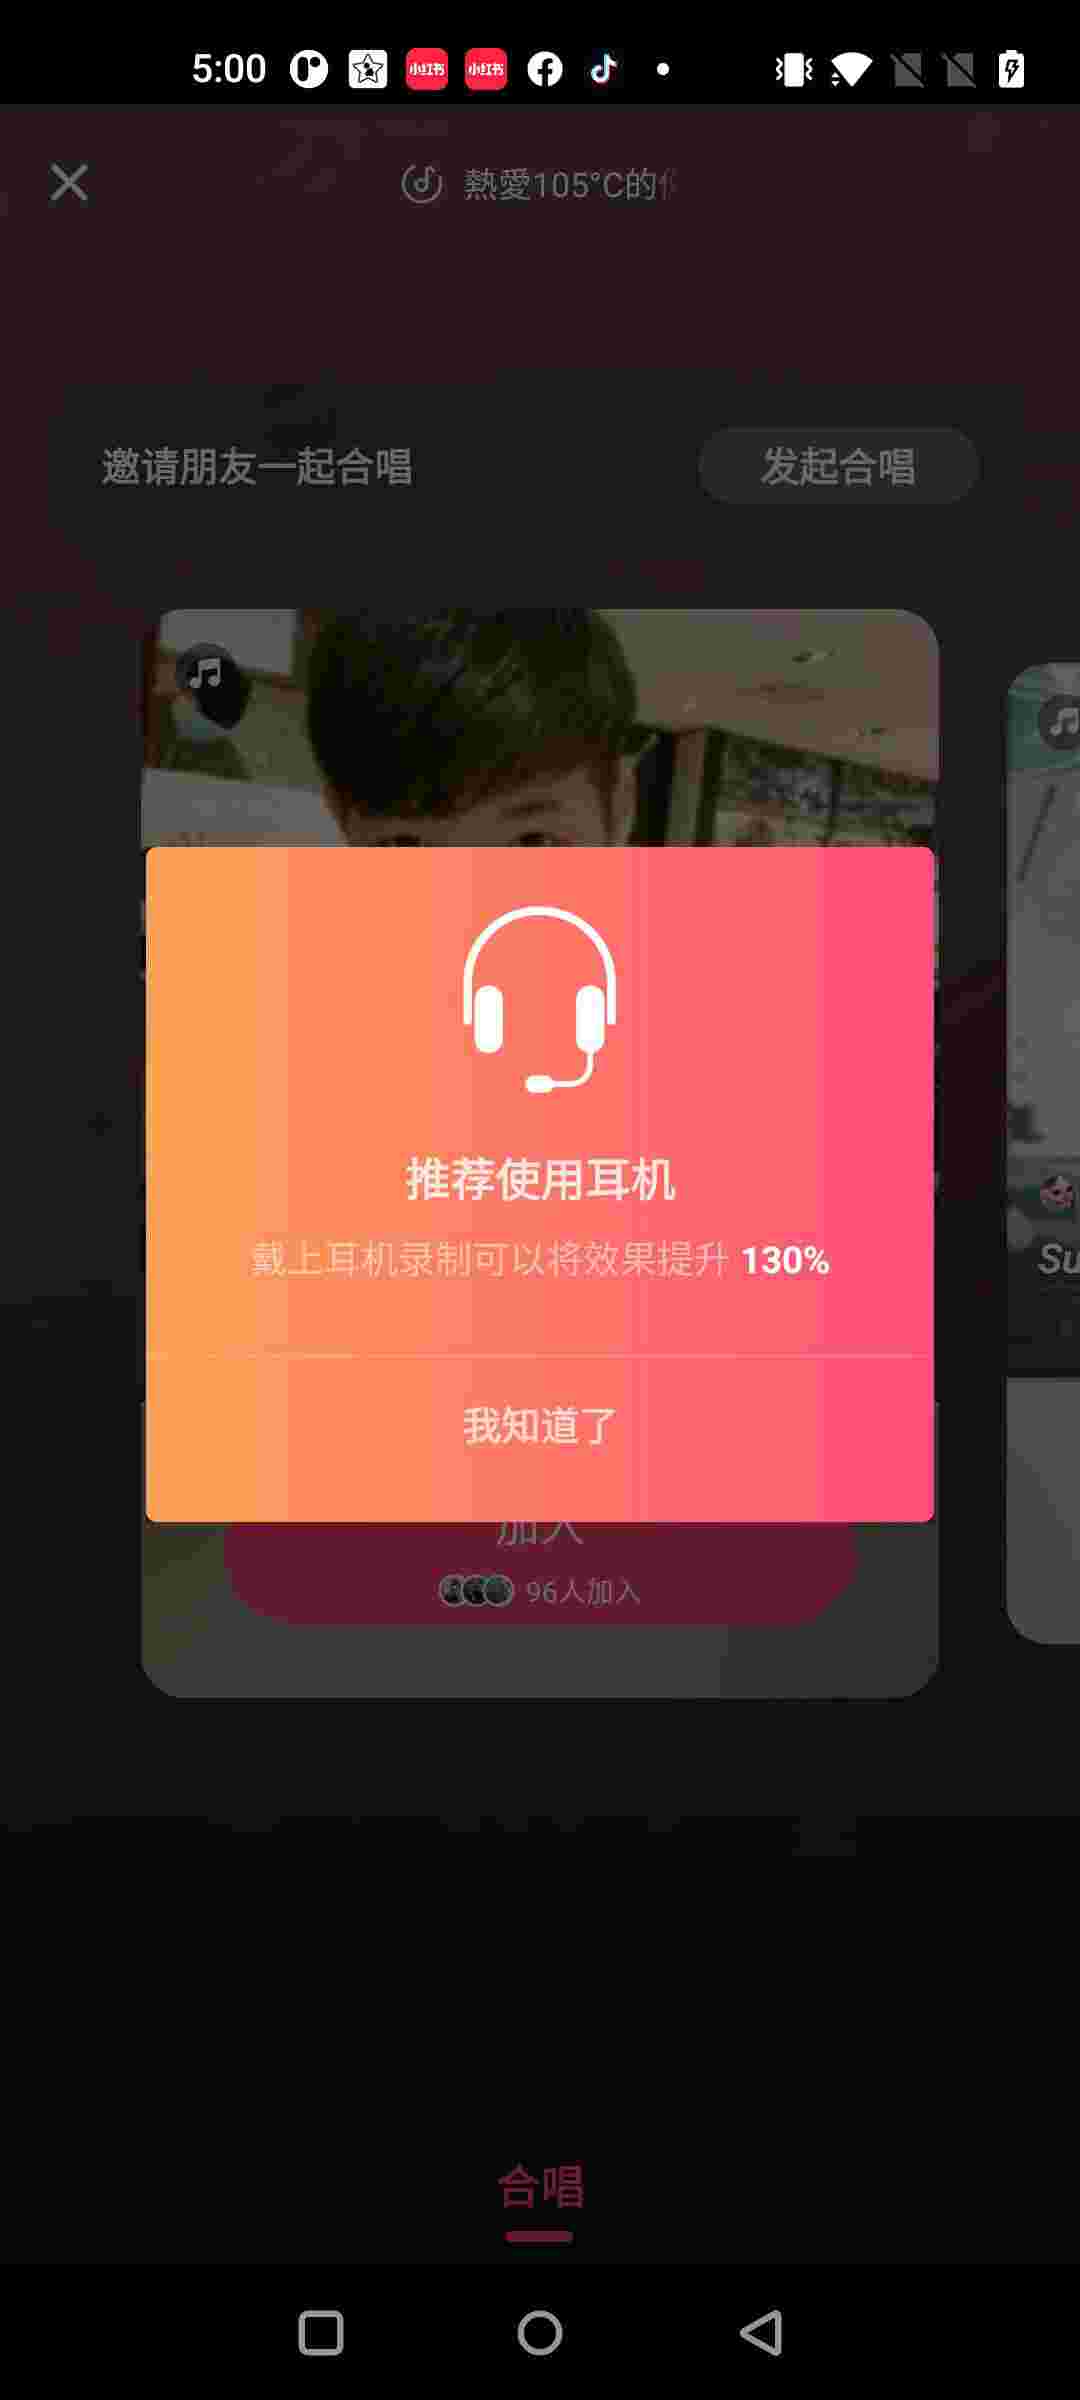 5:00 小红书 小红书
熱愛105°C的
邀请朋友一起合唱 发起合唱
推荐使用耳机
戴上耳机录制可以将效果提升 130%
Su
我知道了
加入
96人加入
合唱